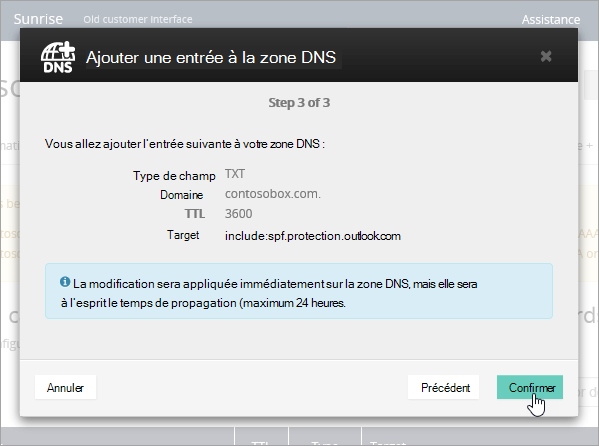 Sunrise Old customer Interface Assistance
DNS Ajouter une entrée à la zone DNS
Step 3 of 3
Vous allez ajouter l'entrée suivante à votre zone DNS :
Type de champ TXT
Domaine contosobox.com.
TTL 3600
Target include:spf.protection.outlook.com
La modification sera appliquée immédiatement sur la zone DNS, mais elle sera
à l'esprit le temps de propagation (maximum 24 heures.
Annuler Précédent Confirmer
TTL Type Target